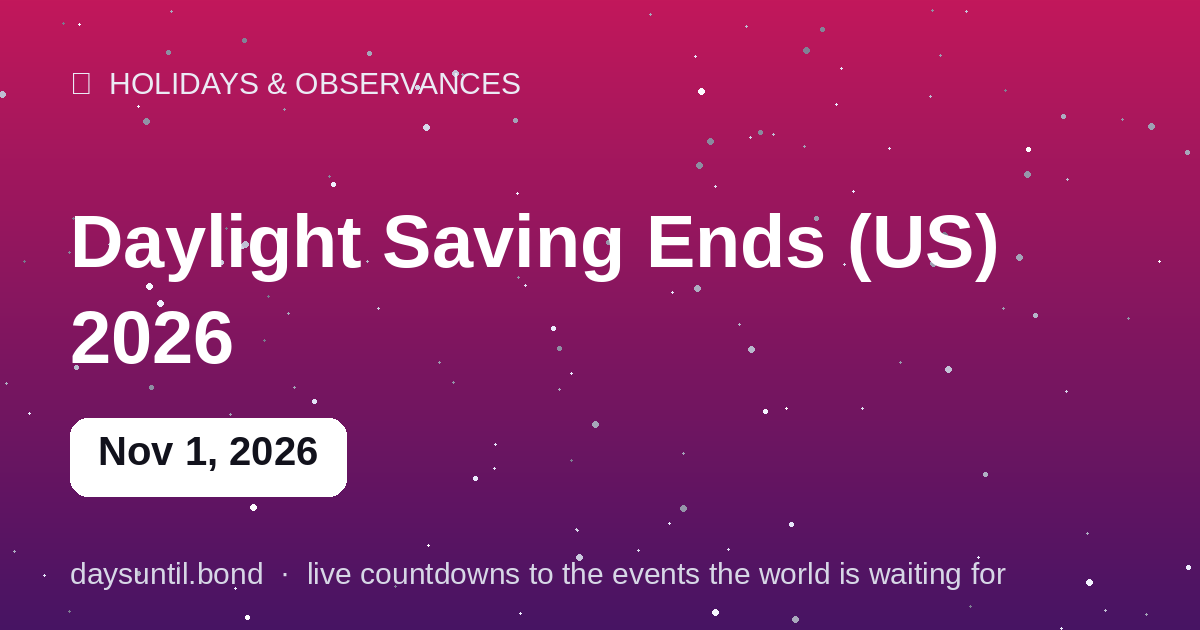 HOLIDAYS & OBSERVANCES
Daylight Saving Ends (US)
2026
Nov 1, 2026
daysuntil.bond · live countdowns to the events the world is waiting for